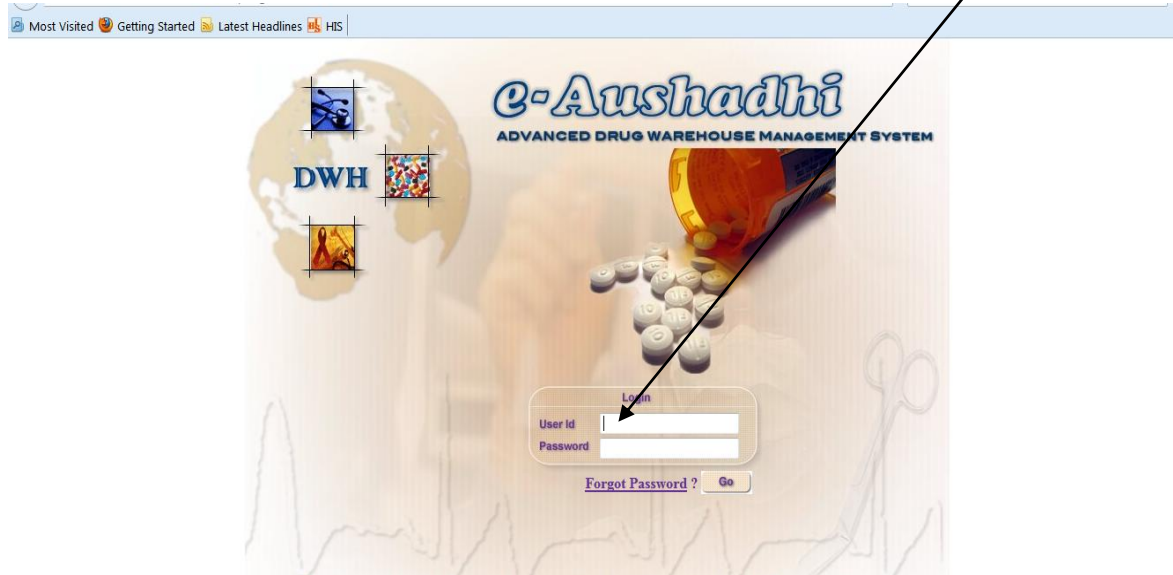 Most Visited Getting Started Latest Headlines HIS
e-Aushadhi
ADVANCED DRUG WAREHOUSE MANAGEMENT SYSTEM
DWH
Login
User Id
Password
Forgot Password ? Go